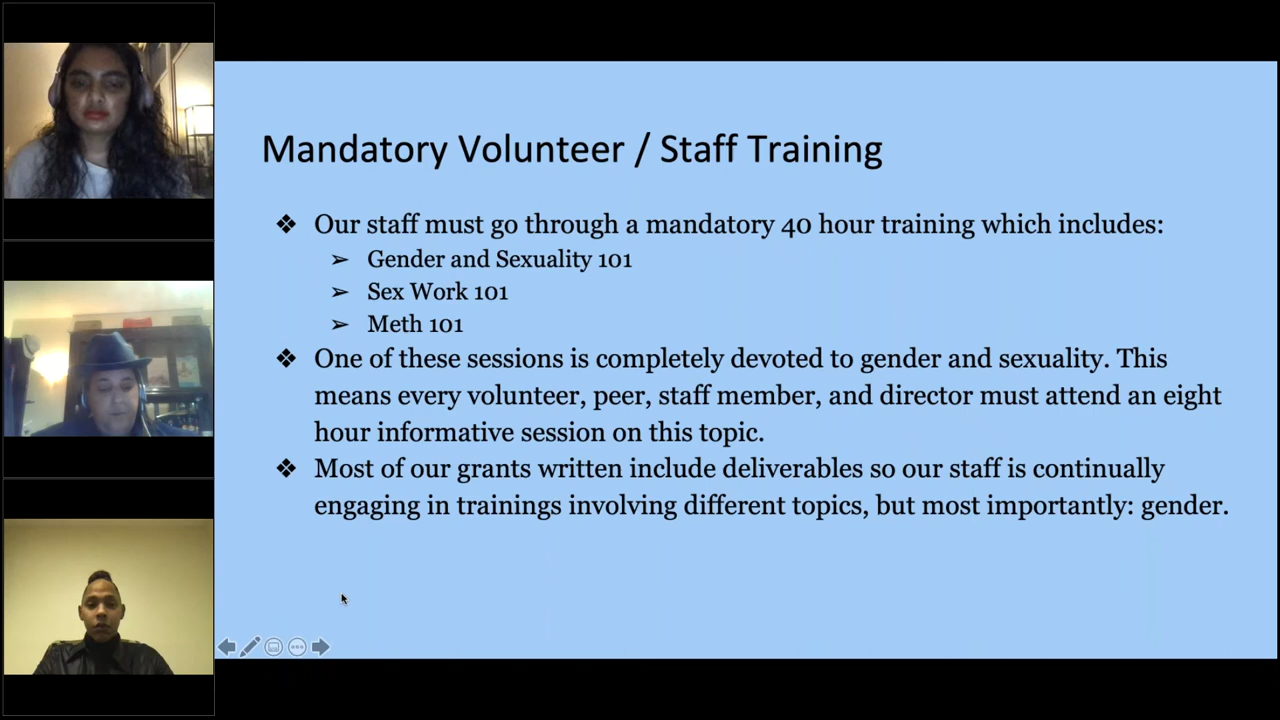 Mandatory Volunteer / Staff Training
❖ Our staff must go through a mandatory 40 hour training which includes:
➢ Gender and Sexuality 101
➢ Sex Work 101
➢ Meth 101
❖ One of these sessions is completely devoted to gender and sexuality. This
means every volunteer, peer, staff member, and director must attend an eight
hour informative session on this topic.
❖ Most of our grants written include deliverables so our staff is continually
engaging in trainings involving different topics, but most importantly: gender.